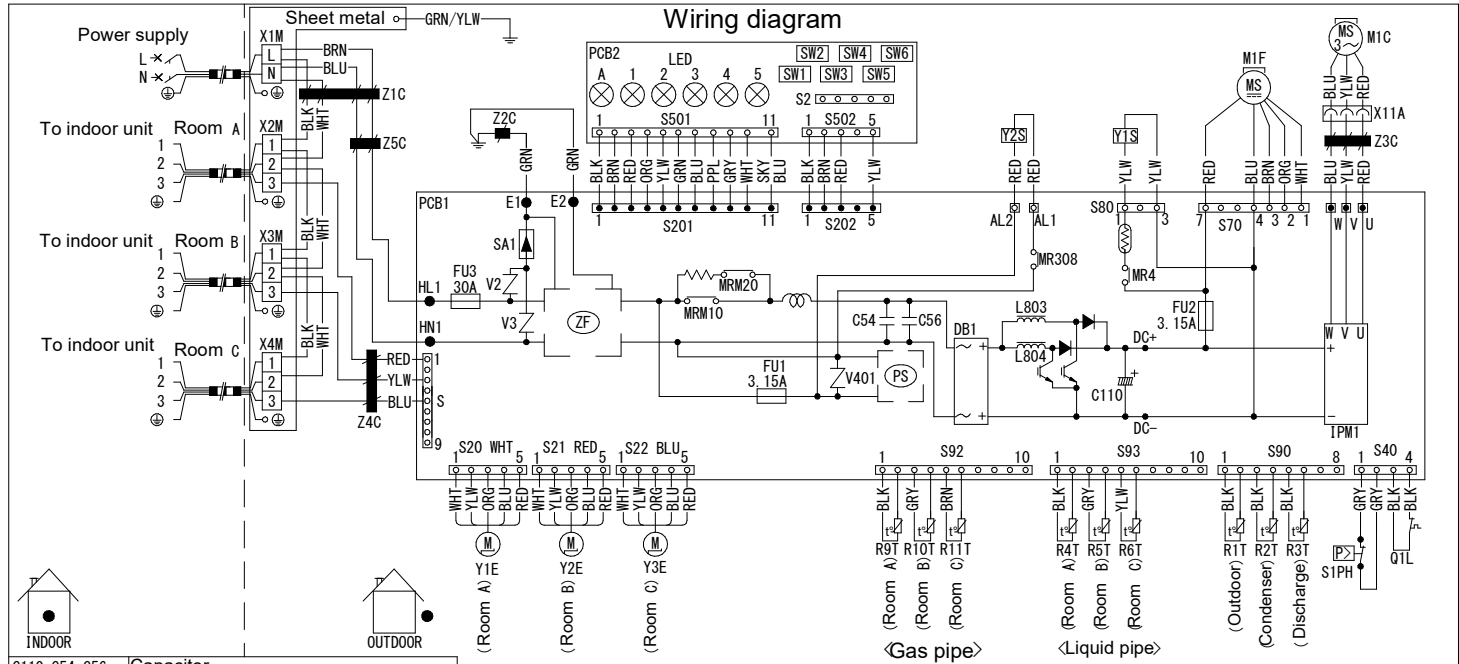 Wiring diagram
Sheet metal
GRN/YLW
Power supply
L
N
X1M
L
N
BRN
BLU
BLK
WHT
Z1C
Z5C
To indoor unit Room A
1
2
3
X2M
1
2
3
BLK
WHT
To indoor unit Room B
1
2
3
X3M
1
2
3
BLK
WHT
To indoor unit Room C
1
2
3
X4M
1
2
3
RED
YLW
BLU
Z4C
1
S
9
PCB2
LED
A 1 2 3 4 5
SW2 SW4 SW6
SW1 SW3 SW5
S2
1 S501 11
1 S502 5
BLK
BRN
RED
ORG
YLW
GRN
BLU
PPL
GRY
WHT
SKY
BLU
BLK
BRN
RED
YLW
1 S201 11
1 S202 5
Z2C
GRN
GRN
PCB1
E1
E2
SA1
HL1
FU3
30A
V2
HN1
V3
ZF
MRM20
MRM10
FU1
3.15A
V401
C54
C56
PS
Y2S
RED
RED
AL2
AL1
MR308
Y1S
YLW
YLW
S80
1 3
MR4
M1F
MS
RED
BLU
BRN
ORG
WHT
7 S70 4 3 2 1
FU2
3.15A
MS
3
M1C
BLU
YLW
RED
X11A
Z3C
BLU
YLW
RED
W V U
W V U
+
-
IPM1
DB1
+
L803
L804
DC+
C110
+
DC-
1 S20 WHT 5
WHT
YLW
ORG
BLU
RED
M
Y1E
(Room A)
1 S21 RED 5
WHT
YLW
ORG
BLU
RED
M
Y2E
(Room B)
1 S22 BLU 5
WHT
YLW
ORG
BLU
RED
M
Y3E
(Room C)
1 S92 10
BLK
GRY
BRN
t°
t°
t°
R9T R10T R11T
(Room A)
(Room B)
(Room C)
<Gas pipe>
1 S93 10
BLK
GRY
YLW
t°
t°
t°
R4T R5T R6T
(Room A)
(Room B)
(Room C)
<Liquid pipe>
1 S90 8
BLK
BLK
BLK
t°
t°
t°
R1T R2T R3T
(Outdoor)
(Condenser)
(Discharge)
1 S40 4
GRY
GRY
BLK
BLK
P>
S1PH
Q1L
INDOOR
OUTDOOR